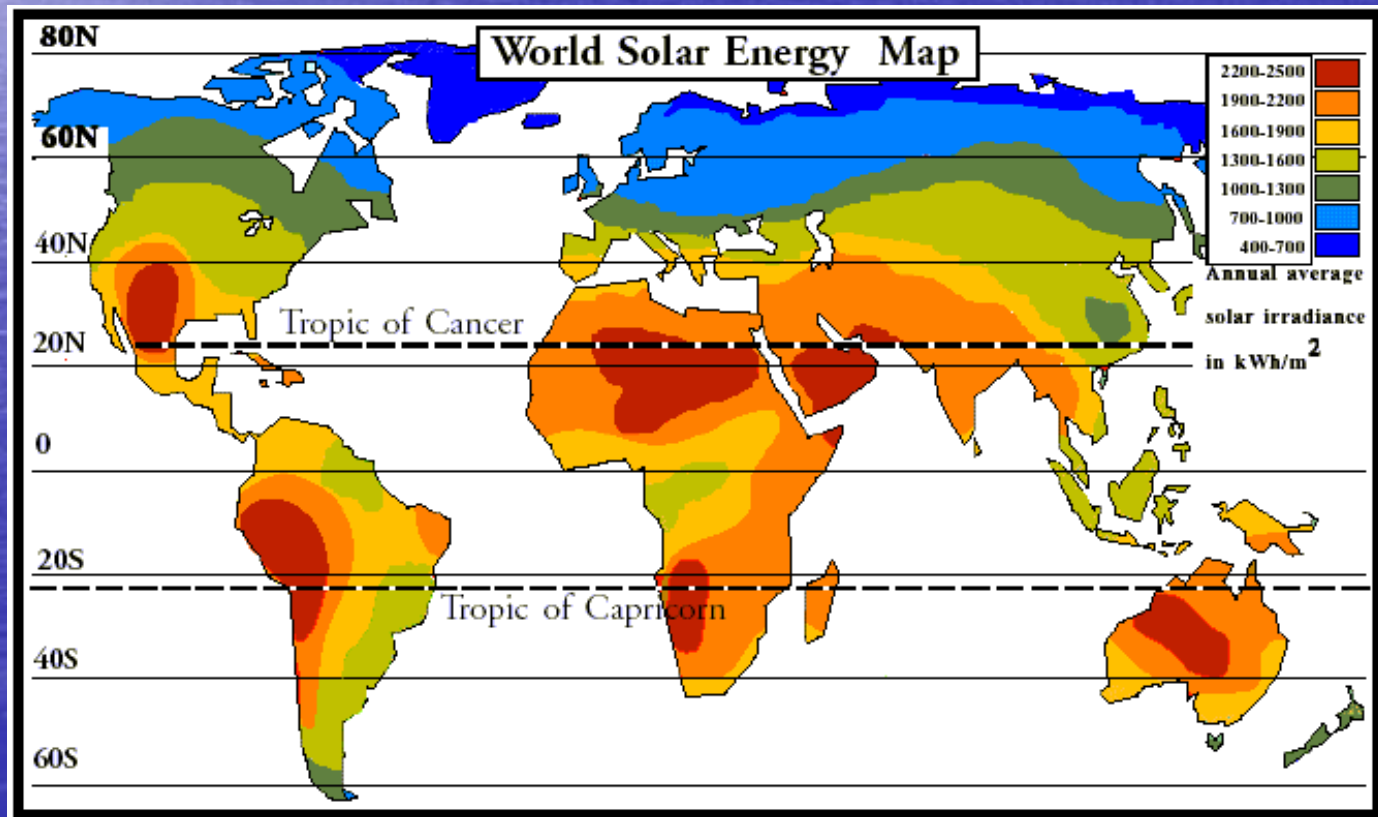 World Solar Energy Map
80N
60N
40N
20N
0
20S
40S
60S
Tropic of Cancer
Tropic of Capricorn
2200-2500
1900-2200
1600-1900
1300-1600
1000-1300
700-1000
400-700
Annual average
solar irradiance
in kWh/m²